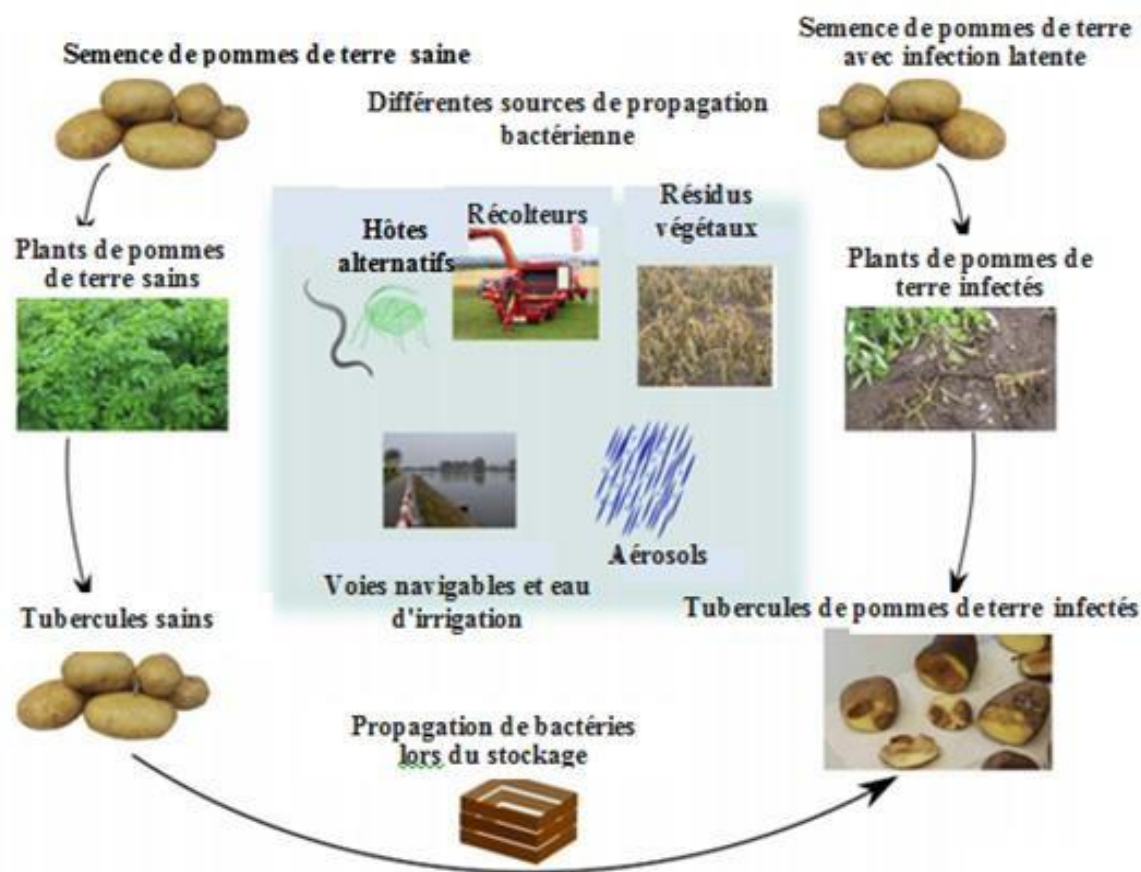 Semence de pommes de terre saine
Semence de pommes de terre
avec infection latente
Différentes sources de propagation
bactérienne
Hôtes
alternatifs
Récolteurs
Résidus
végétaux
Plants de pommes
de terre sains
Plants de pommes de
terre infectés
Aérosols
Voies navigables et eau
d'irrigation
Tubercules sains
Tubercules de pommes de terre infectés
Propagation de bactéries
lors du stockage